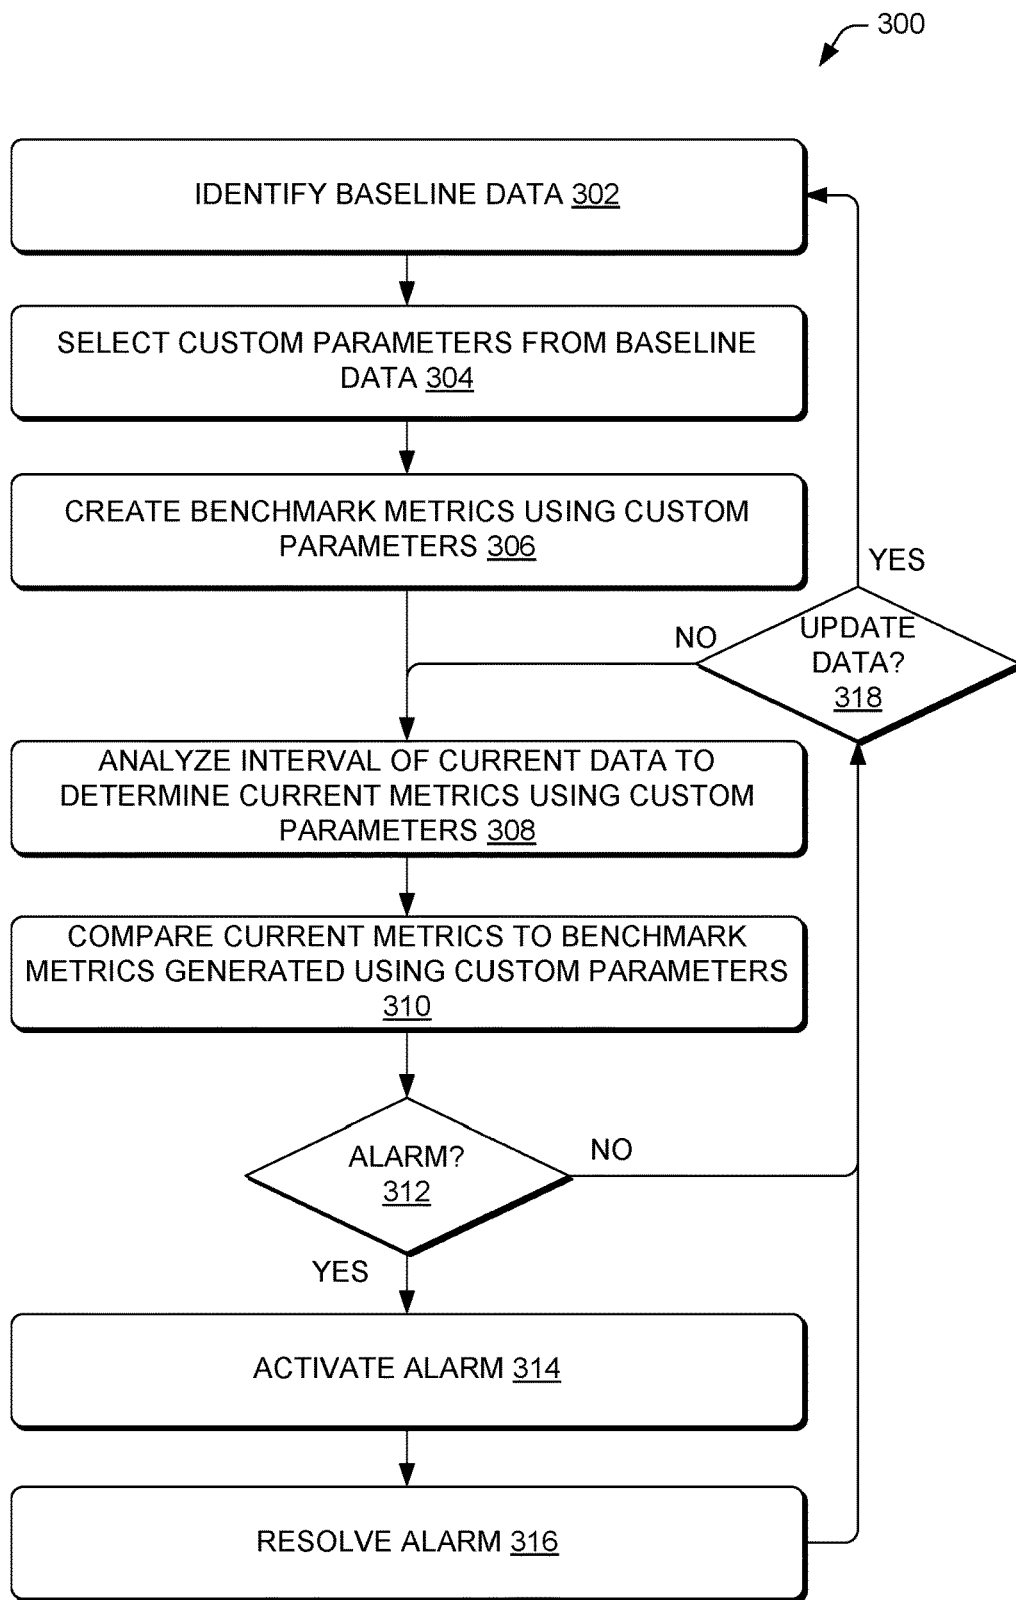 300
IDENTIFY BASELINE DATA 302
SELECT CUSTOM PARAMETERS FROM BASELINE
DATA 304
CREATE BENCHMARK METRICS USING CUSTOM
PARAMETERS 306
YES
NO
UPDATE
DATA?
318
ANALYZE INTERVAL OF CURRENT DATA TO
DETERMINE CURRENT METRICS USING CUSTOM
PARAMETERS 308
COMPARE CURRENT METRICS TO BENCHMARK
METRICS GENERATED USING CUSTOM PARAMETERS
310
ALARM?
312
NO
YES
ACTIVATE ALARM 314
RESOLVE ALARM 316